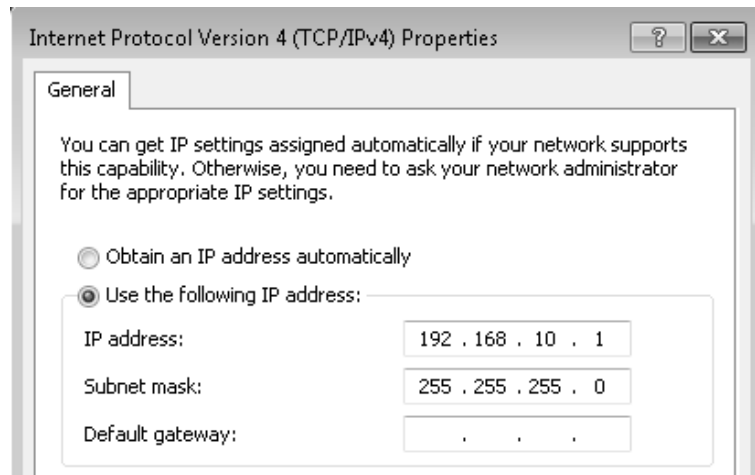 Internet Protocol Version 4 (TCP/IPv4) Properties
General
You can get IP settings assigned automatically if your network supports
this capability. Otherwise, you need to ask your network administrator
for the appropriate IP settings.
Obtain an IP address automatically
Use the following IP address:
IP address: 192 . 168 . 10 . 1
Subnet mask: 255 . 255 . 255 . 0
Default gateway: . . .